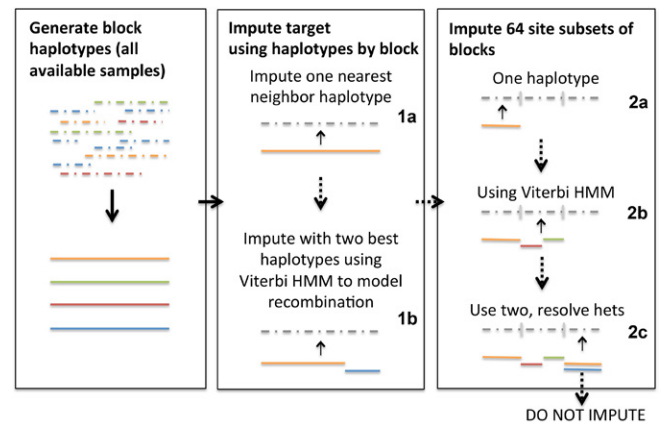 Generate block
haplotypes (all
available samples)
Impute target
using haplotypes by block
Impute one nearest
neighbor haplotype
1a
Impute with two best
haplotypes using
Viterbi HMM to model
recombination
1b
Impute 64 site subsets of
blocks
One haplotype
2a
Using Viterbi HMM
2b
Use two, resolve hets
2c
DO NOT IMPUTE